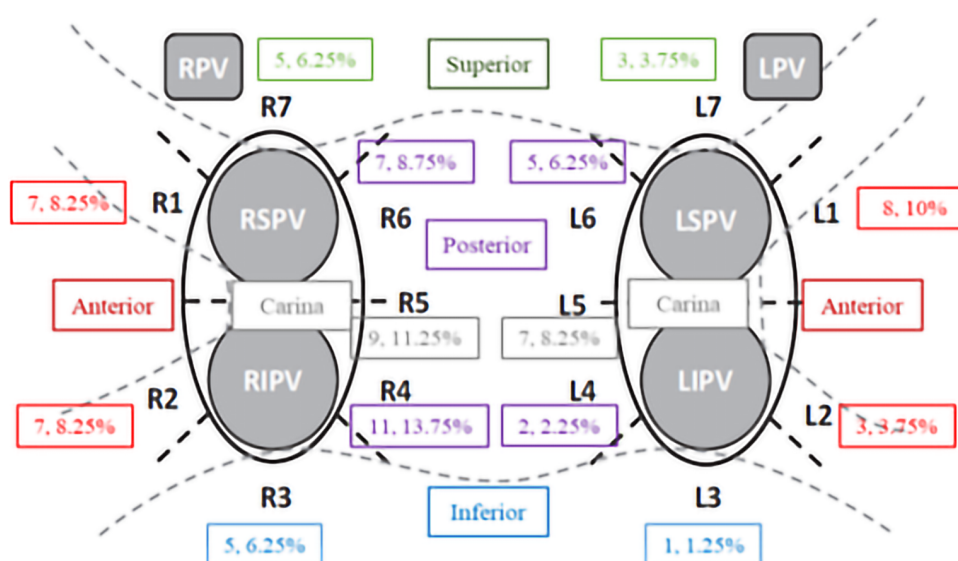 RPV
5, 6.25%
Superior
3, 3.75%
LPV
R7
L7
7, 8.75%
5, 6.25%
7, 8.25%
R1
RSPV
R6
Posterior
L6
LSPV
L1
8, 10%
Anterior
Carina
R5
L5
Carina
Anterior
9, 11.25%
7, 8.25%
R2
RIPV
R4
L4
LIPV
L2
7, 8.25%
11, 13.75%
2, 2.25%
3, 3.75%
R3
Inferior
L3
5, 6.25%
1, 1.25%